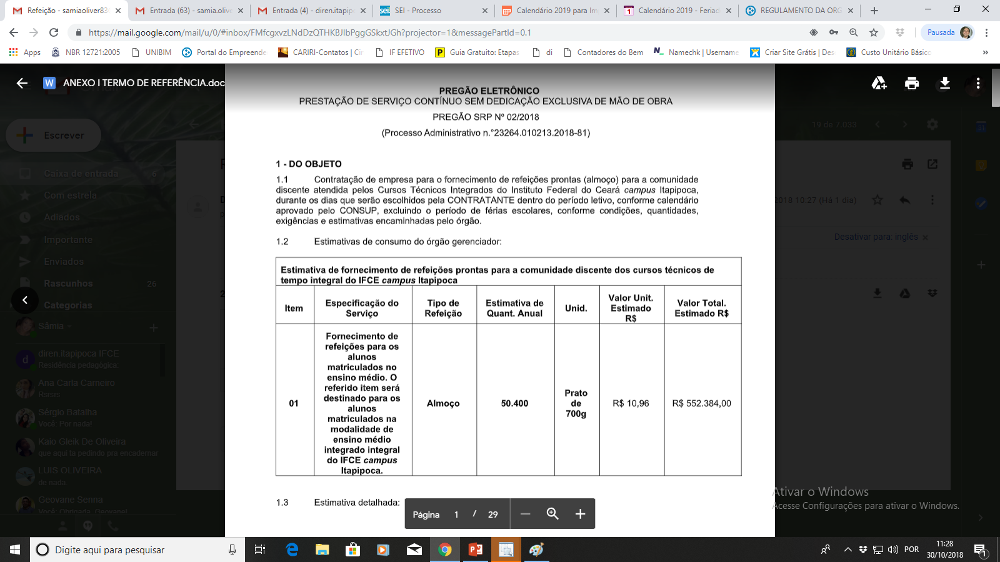 Refeição - samiaoliver83
Entrada (63) - samia.olive
Entrada (4) - diren.itapip
SEI - Processo
Calendário 2019 para Im
Calendário 2019 - Feriad
REGULAMENTO DA ORG
https://mail.google.com/mail/u/0/#inbox/FMfcgxvzLNdDzQTHKBJlbPggGSkxtJGh?projector=1&messagePartId=0.1
Pausada
Apps
NBR 12721:2005
UNIBIM
Portal do Empreende
CARIRI-Contatos | Cir
IF EFETIVO
Guia Gratuito: Etapas
di
Contadores do Bem
Namechk | Username
Criar Site Grátis | Des
Custo Unitário Básico
»
ANEXO I TERMO DE REFERÊNCIA.doc
Escrever
Caixa de entrada 6
Com estrela
Adiados
Importante
Enviados
Rascunhos 26
Categorias
Sâmia
diren.itapipoca IFCE
Residência pedagógica
Ana Carla Carneiro
Rsrsrs
Sérgio Batalha
Você: Por nada!
Kaio Gleik De Oliveira
que aqui ta pedindo pra encadernar
LUIS OLIVEIRA
de nada.
Geovane Senna
Você: Obrigada, Geovane!
PREGÃO ELETRÔNICO
PRESTAÇÃO DE SERVIÇO CONTÍNUO SEM DEDICAÇÃO EXCLUSIVA DE MÃO DE OBRA
PREGÃO SRP Nº 02/2018
(Processo Administrativo n.°23264.010213.2018-81)
1 - DO OBJETO
1.1 Contratação de empresa para o fornecimento de refeições prontas (almoço) para a comunidade
discente atendida pelos Cursos Técnicos Integrados do Instituto Federal do Ceará campus Itapipoca,
durante os dias que serão escolhidos pela CONTRATANTE dentro do período letivo, conforme calendário
aprovado pelo CONSUP, excluindo o período de férias escolares, conforme condições, quantidades,
exigências e estimativas encaminhadas pelo órgão.
1.2 Estimativas de consumo do órgão gerenciador:
Estimativa de fornecimento de refeições prontas para a comunidade discente dos cursos técnicos de
tempo integral do IFCE campus Itapipoca
Item
Especificação do
Serviço
Tipo de
Refeição
Estimativa de
Quant. Anual
Unid.
Valor Unit.
Estimado
R$
Valor Total.
Estimado R$
01
Fornecimento de
refeições para os
alunos
matriculados no
ensino médio. O
referido item será
destinado para os
alunos
matriculados na
modalidade de
ensino médio
integrado integral
do IFCE campus
Itapipoca.
Almoço
50.400
Prato
de
700g
R$ 10,96
R$ 552.384,00
1.3 Estimativa detalhada:
Página 1 / 29
19 de 7.033
2018 10:27 (Há 1 dia)
Desativar para: inglês
31
Ativar o Windows
Acesse Configurações para ativar o Windows.
Digite aqui para pesquisar
POR
11:28
30/10/2018
1